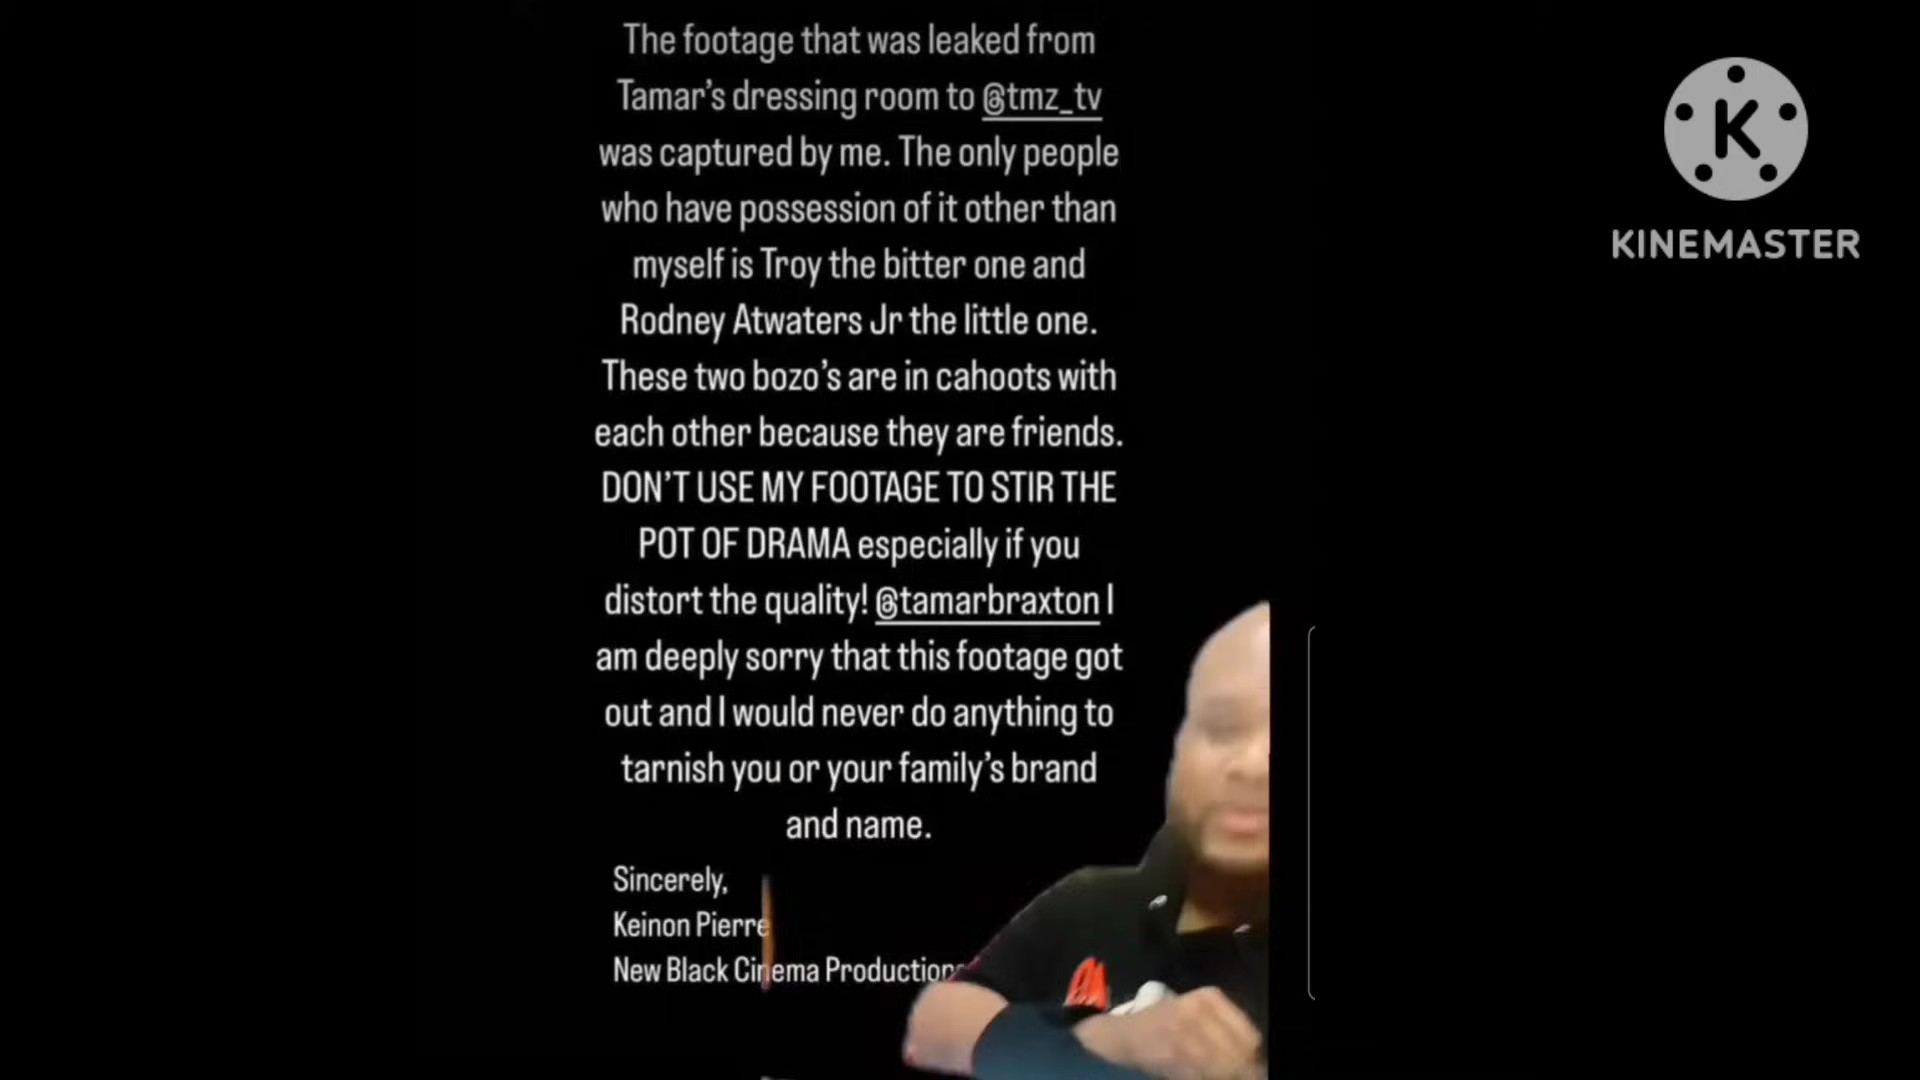 The footage that was leaked from
Tamar's dressing room to @tmz_tv
was captured by me. The only people
who have possession of it other than
myself is Troy the bitter one and
Rodney Atwaters Jr the little one.
These two bozo's are in cahoots with
each other because they are friends.
DON'T USE MY FOOTAGE TO STIR THE
POT OF DRAMA especially if you
distort the quality! @tamarbraxton I
am deeply sorry that this footage got
out and I would never do anything to
tarnish you or your family's brand
and name.
Sincerely,
Keinon Pierre
New Black Cinema Productions
K
KINEMASTER